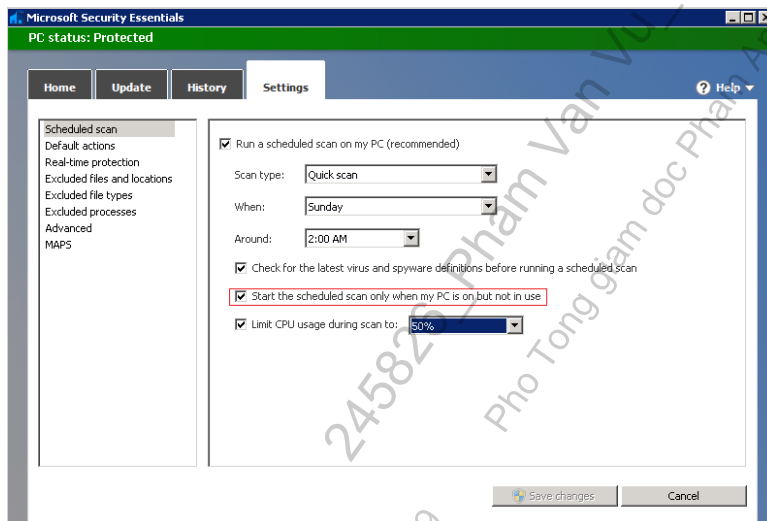 Microsoft Security Essentials
PC status: Protected
Home
Update
History
Settings
Help
Scheduled scan
Default actions
Real-time protection
Excluded files and locations
Excluded file types
Excluded processes
Advanced
MAPS
Run a scheduled scan on my PC (recommended)
Scan type: Quick scan
When: Sunday
Around: 2:00 AM
Check for the latest virus and spyware definitions before running a scheduled scan
Start the scheduled scan only when my PC is on but not in use
Limit CPU usage during scan to: 50%
Save changes
Cancel
245826_Pham Van Vu_
Pho Tong giam doc Pham